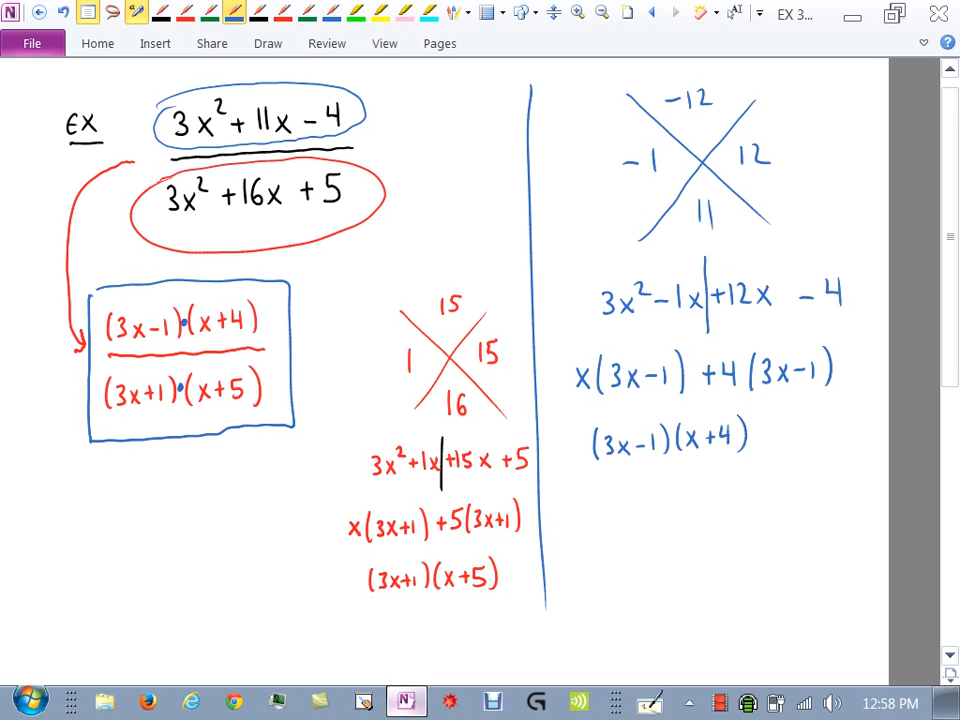 EX 3...
File Home Insert Share Draw Review View Pages
EX
3x² + 11x - 4
3x² + 16x + 5
(3x-1)·(x+4)
(3x+1)·(x+5)
15
1 15
16
3x² + 1x | +15x + 5
x(3x+1) + 5(3x+1)
(3x+1)(x+5)
-12
-1 12
11
3x² - 1x | +12x - 4
x(3x-1) + 4(3x-1)
(3x-1)(x+4)
12:58 PM